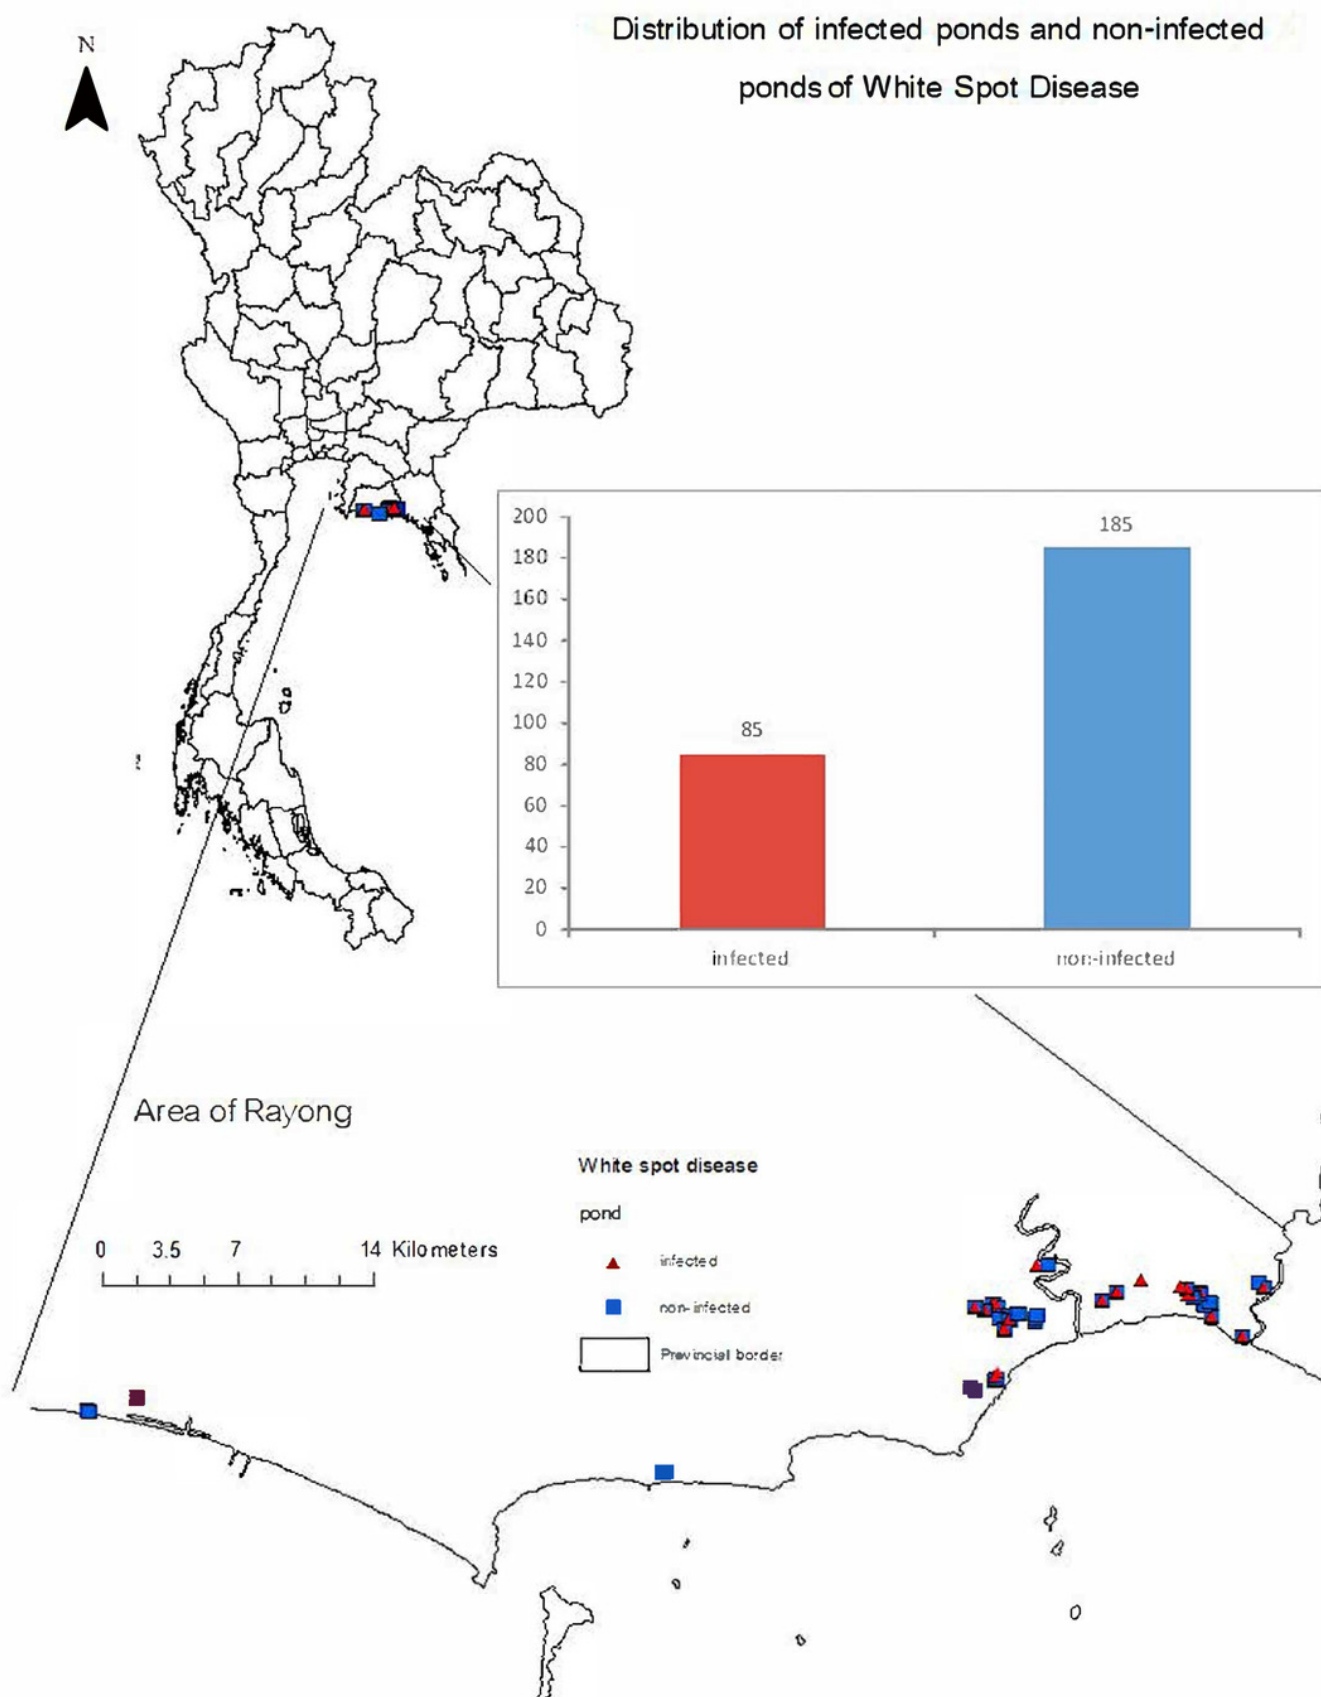 Distribution of infected ponds and non-infected
ponds of White Spot Disease
N
200
180
160
140
120
100
80
60
40
20
0
185
85
infected
non-infected
Area of Rayong
0 3.5 7 14 Kilometers
White spot disease
pond
infected
non-infected
Provincial border